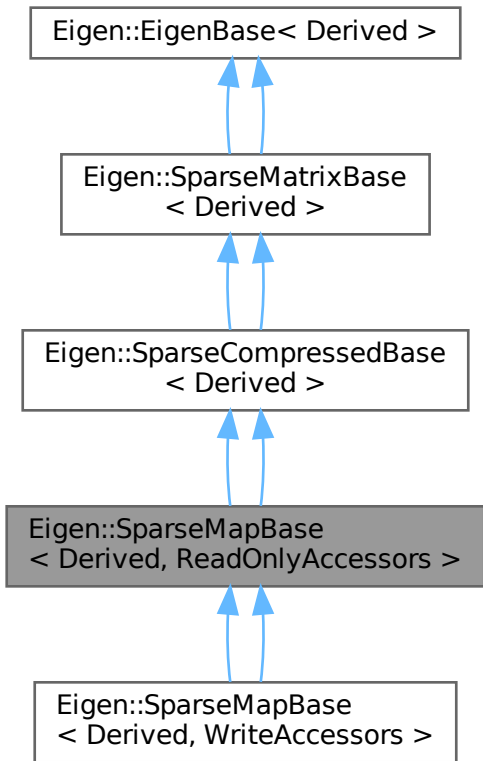 Eigen::EigenBase< Derived >
Eigen::SparseMatrixBase
< Derived >
Eigen::SparseCompressedBase
< Derived >
Eigen::SparseMapBase
< Derived, ReadOnlyAccessors >
Eigen::SparseMapBase
< Derived, WriteAccessors >